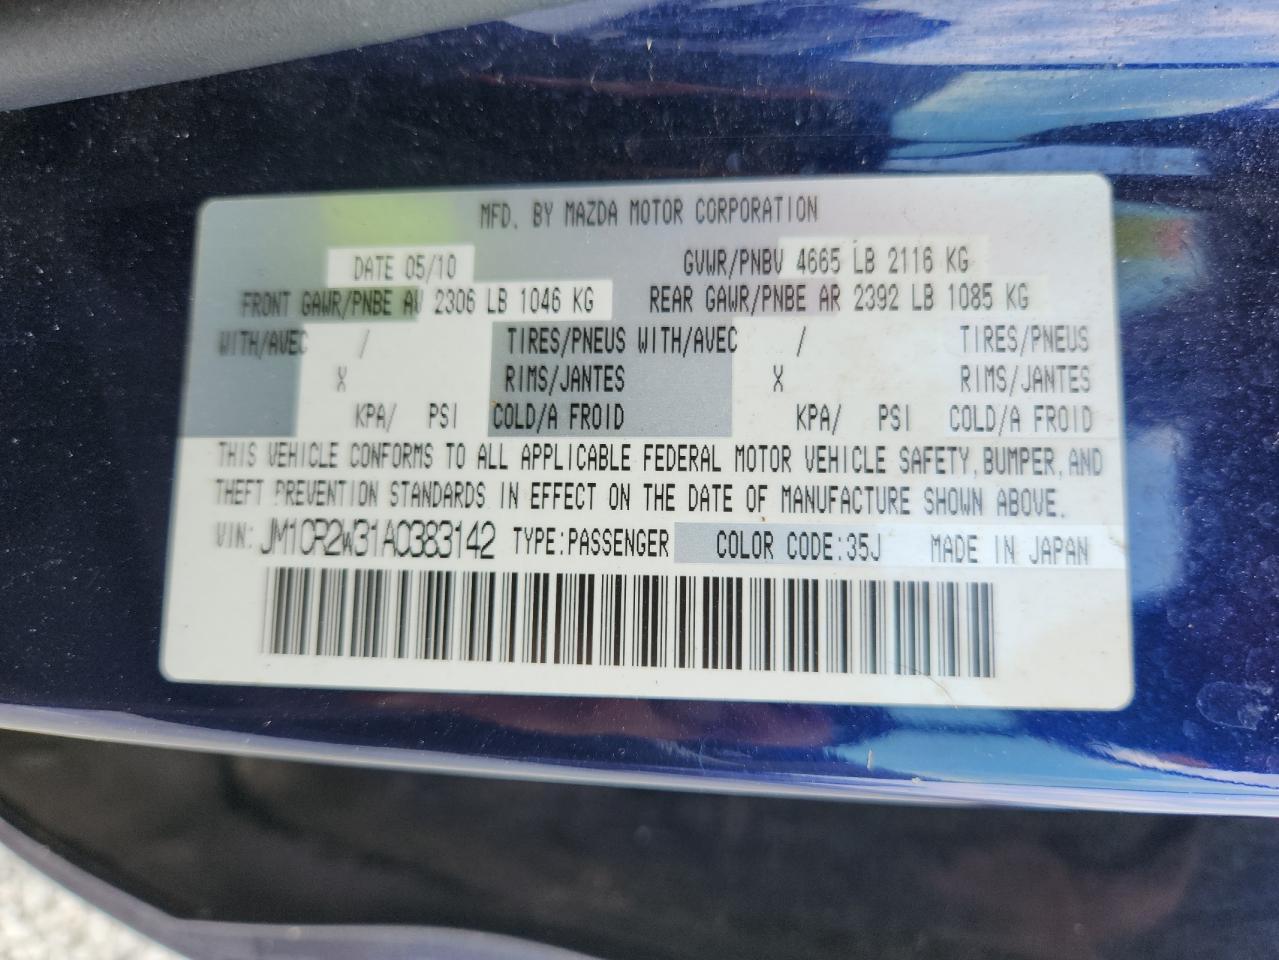 MFD. BY MAZDA MOTOR CORPORATION
DATE 05/10 GVWR/PNBV 4665 LB 2116 KG
FRONT GAWR/PNBE AV 2306 LB 1046 KG REAR GAWR/PNBE AR 2392 LB 1085 KG
WITH/AVEC / TIRES/PNEUS WITH/AVEC / TIRES/PNEUS
X RIMS/JANTES X RIMS/JANTES
KPA/ PSI COLD/A FROID KPA/ PSI COLD/A FROID
THIS VEHICLE CONFORMS TO ALL APPLICABLE FEDERAL MOTOR VEHICLE SAFETY, BUMPER, AND
THEFT PREVENTION STANDARDS IN EFFECT ON THE DATE OF MANUFACTURE SHOWN ABOVE.
VIN: JM1CR2W31A0383142 TYPE:PASSENGER COLOR CODE:35J MADE IN JAPAN